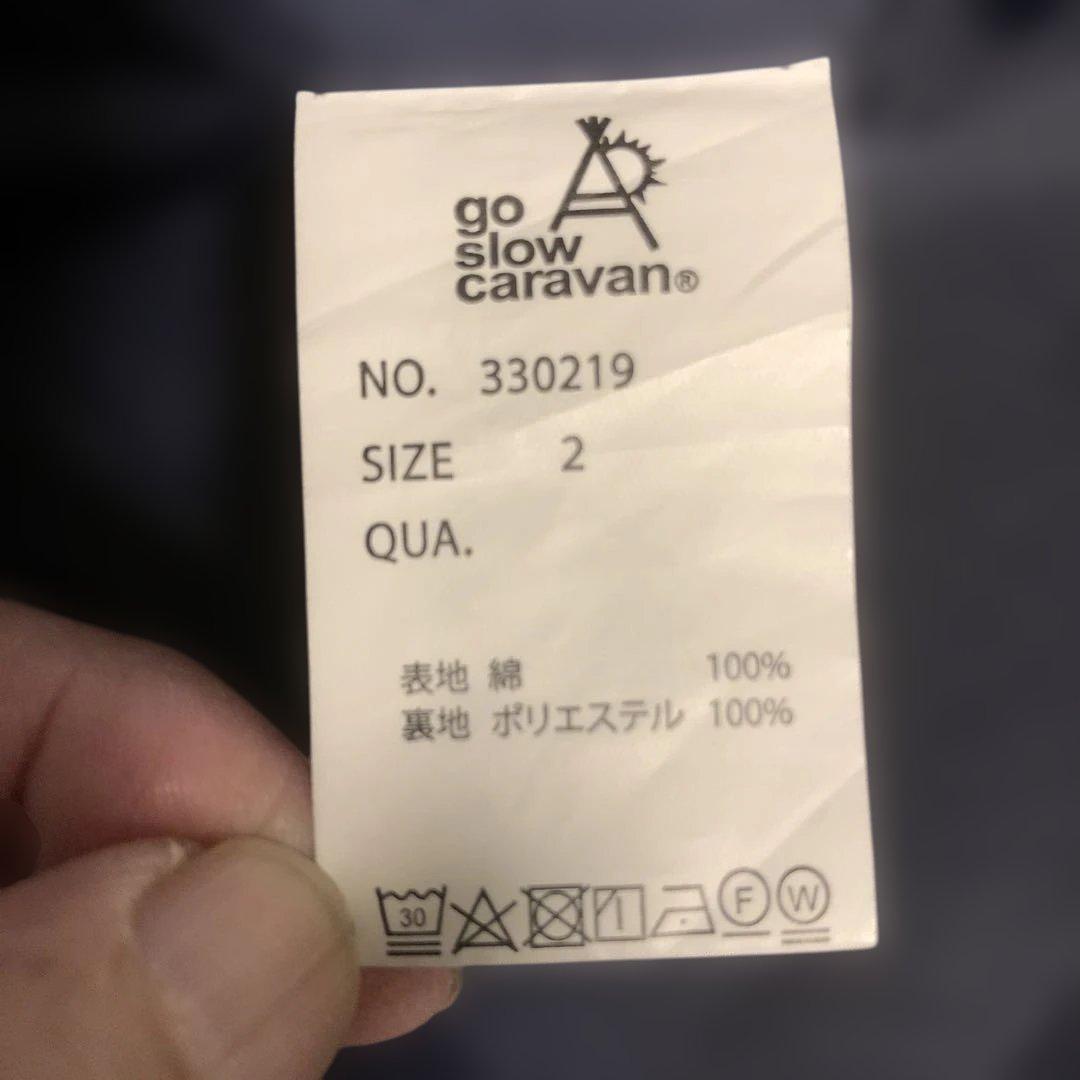 go
slow
caravan®
NO. 330219
SIZE 2
QUA.
表地 綿 100%
裏地 ポリエステル 100%
30 F W